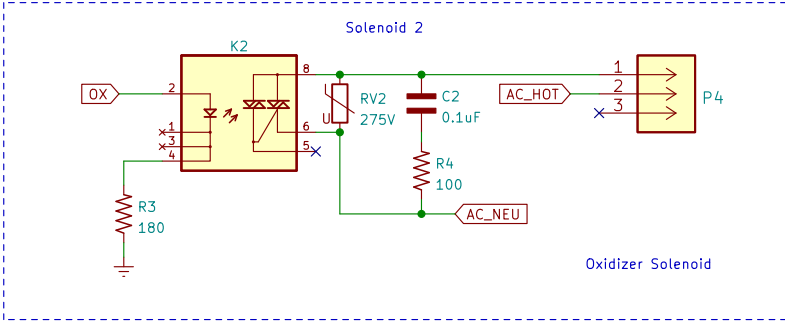 Solenoid 2
K2
OX
2
1
3
4
8
6
5
RV2
275V
U
C2
0.1uF
R4
100
AC_HOT
1
2
3
P4
R3
180
AC_NEU
Oxidizer Solenoid